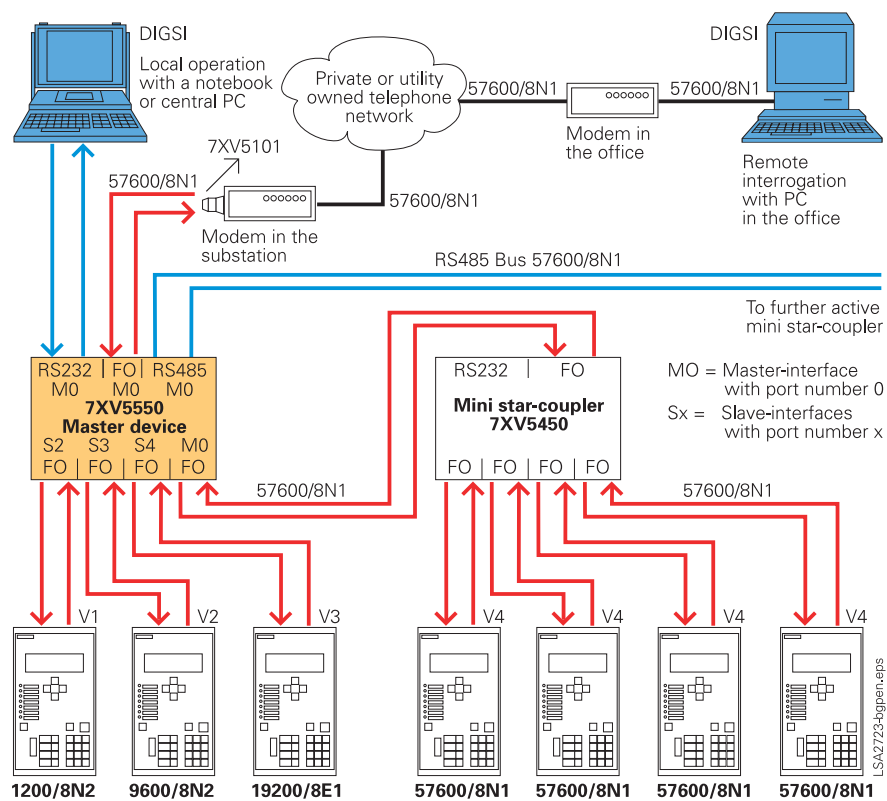 DIGSI
Local operation
with a notebook
or central PC
Private or utility
owned telephone
network
57600/8N1
Modem in
the office
57600/8N1
DIGSI
Remote
interrogation
with PC
in the office
7XV5101
57600/8N1
57600/8N1
Modem in the
substation
RS485 Bus 57600/8N1
To further active
mini star-coupler
RS232 FO RS485
M0 M0 M0
7XV5550
Master device
S2 S3 S4 M0
FO FO FO FO
RS232 FO
Mini star-coupler
7XV5450
FO FO FO FO
MO = Master-interface
with port number 0
Sx = Slave-interfaces
with port number x
57600/8N1
57600/8N1
V1 V2 V3 V4 V4 V4 V4
1200/8N2 9600/8N2 19200/8E1 57600/8N1 57600/8N1 57600/8N1 57600/8N1
LSA2723-bgpen.eps